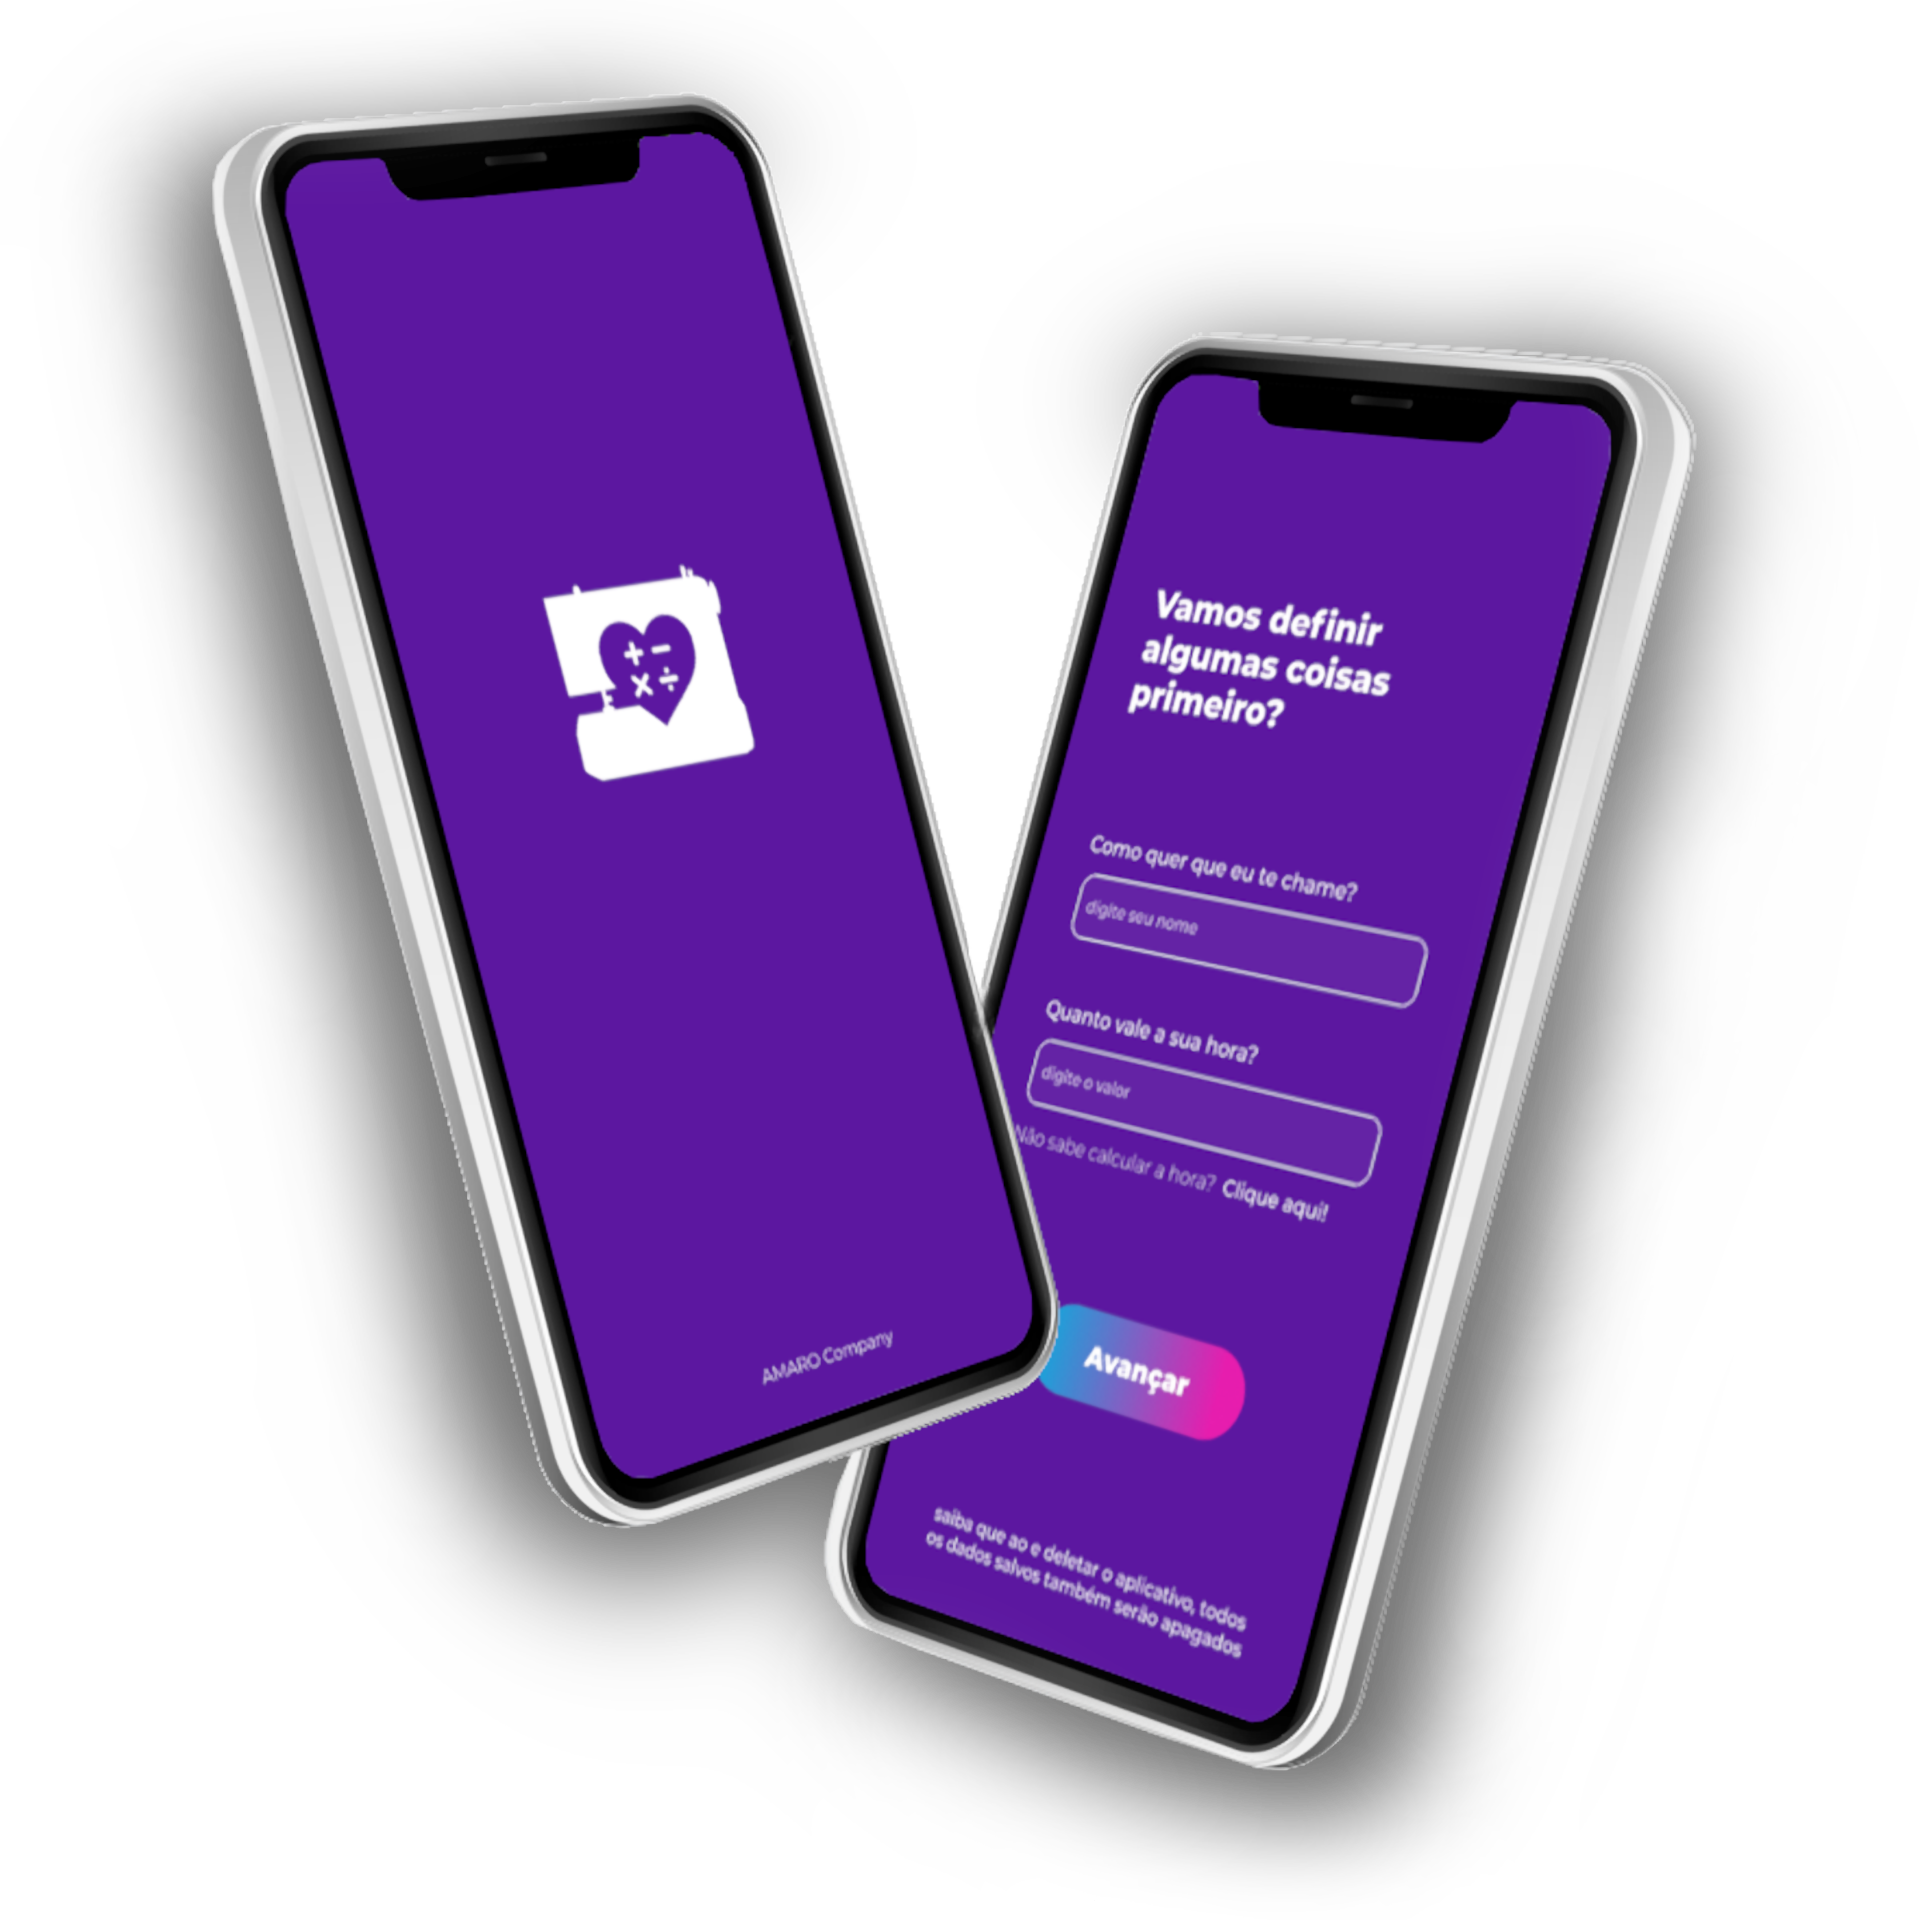 AMARO Company
Vamos definir
algumas coisas
primeiro?
Como quer que eu te chame?
digite seu nome
Quanto vale a sua hora?
digite o valor
Não sabe calcular a hora? Clique aqui!
Avançar
saiba que ao e deletar o aplicativo, todos
os dados salvos também serão apagados